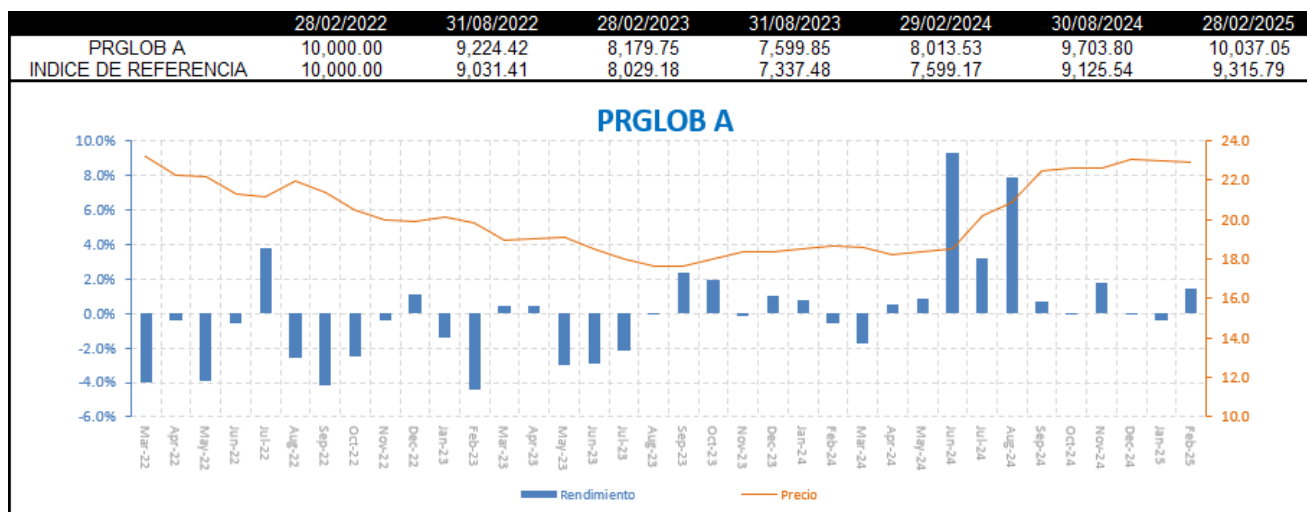 28/02/2022 31/08/2022 28/02/2023 31/08/2023 29/02/2024 30/08/2024 28/02/2025
PRGLOB A 10,000.00 9,224.42 8,179.75 7,599.85 8,013.53 9,703.80 10,037.05
INDICE DE REFERENCIA 10,000.00 9,031.41 8,029.18 7,337.48 7,599.17 9,125.54 9,315.79
PRGLOB A
10.0% 24.0
8.0% 22.0
6.0% 20.0
4.0% 18.0
2.0% 16.0
0.0% 14.0
-2.0% 12.0
-4.0% 10.0
-6.0%
Mar-22 Apr-22 May-22 Jun-22 Jul-22 Aug-22 Sep-22 Oct-22 Nov-22 Dec-22 Jan-23 Feb-23 Mar-23 Apr-23 May-23 Jun-23 Jul-23 Aug-23 Sep-23 Oct-23 Nov-23 Dec-23 Jan-24 Feb-24 Mar-24 Apr-24 May-24 Jun-24 Jul-24 Aug-24 Sep-24 Oct-24 Nov-24 Dec-24 Jan-25 Feb-25
Rendimiento Precio